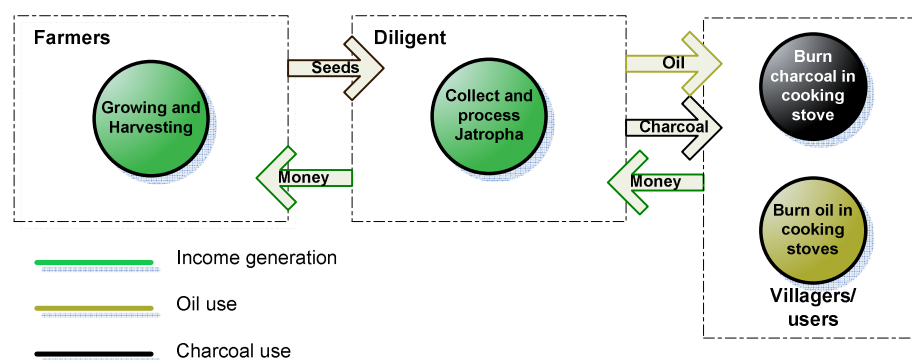 Farmers
Growing and
Harvesting
Seeds
Money
Diligent
Collect and
process
Jatropha
Oil
Charcoal
Money
Burn
charcoal in
cooking
stove
Burn oil in
cooking
stoves
Villagers/
users
Income generation
Oil use
Charcoal use